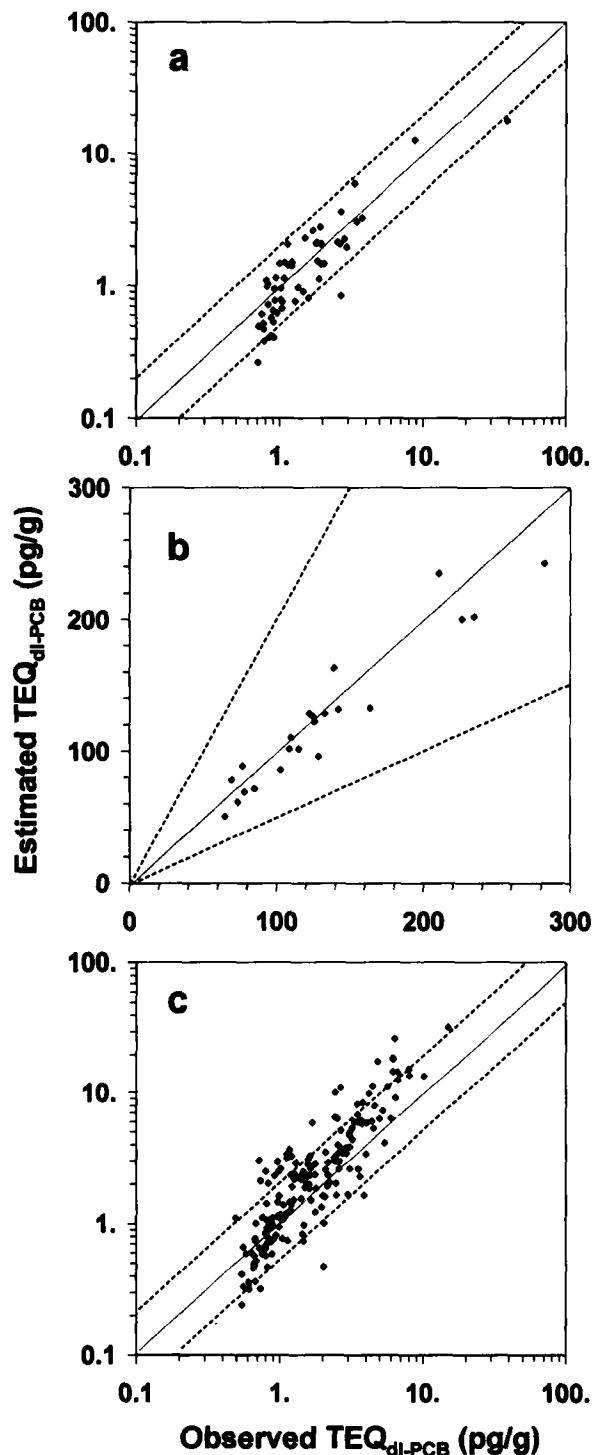 100.
a
10.
1.
0.1
0.1 1. 10. 100.
300
b
200
100
0
0 100 200 300
Estimated TEQdl-PCB (pg/g)
100.
c
10.
1.
0.1
0.1 1. 10. 100.
Observed TEQdl-PCB (pg/g)